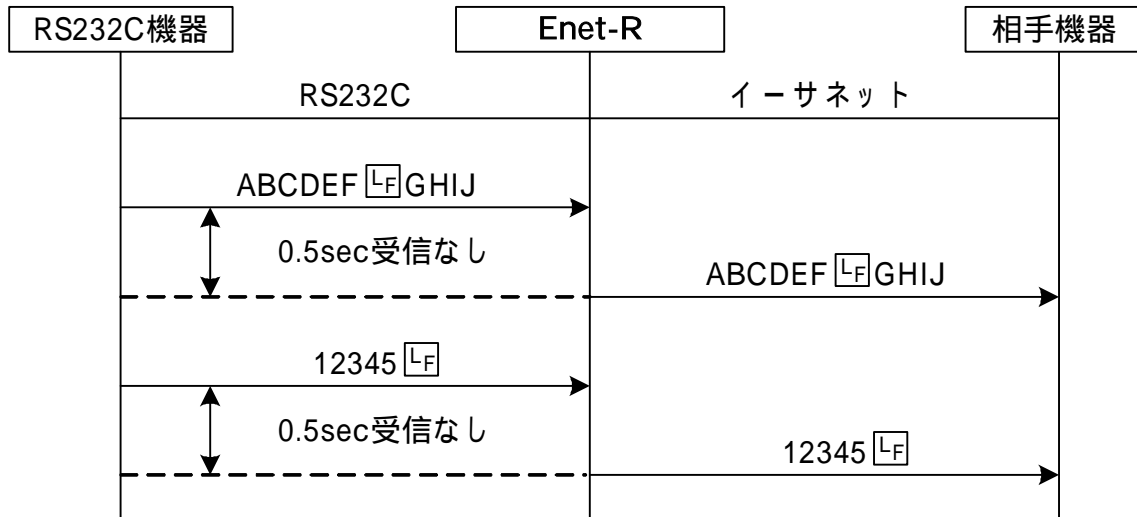 RS232C機器 Enet-R 相手機器
RS232C イーサネット
ABCDEF LF GHIJ
0.5sec受信なし
ABCDEF LF GHIJ
12345 LF
0.5sec受信なし
12345 LF